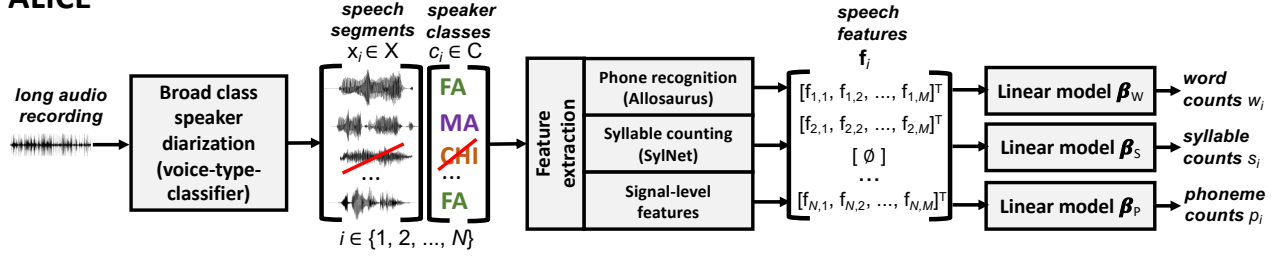 ALICE
long audio
recording
Broad class
speaker
diarization
(voice-type-
classifier)
speech
segments
xᵢ ∈ X
...
speaker
classes
cᵢ ∈ C
FA
MA
CHI
...
FA
i ∈ {1, 2, ..., N}
Feature
extraction
Phone recognition
(Allosaurus)
Syllable counting
(SylNet)
Signal-level
features
speech
features
fᵢ
[f₁,₁, f₁,₂, ..., f₁,M]ᵀ
[f₂,₁, f₂,₂, ..., f₂,M]ᵀ
[ ∅ ]
...
[fN,₁, fN,₂, ..., fN,M]ᵀ
Linear model βW
Linear model βS
Linear model βP
word
counts wᵢ
syllable
counts sᵢ
phoneme
counts pᵢ